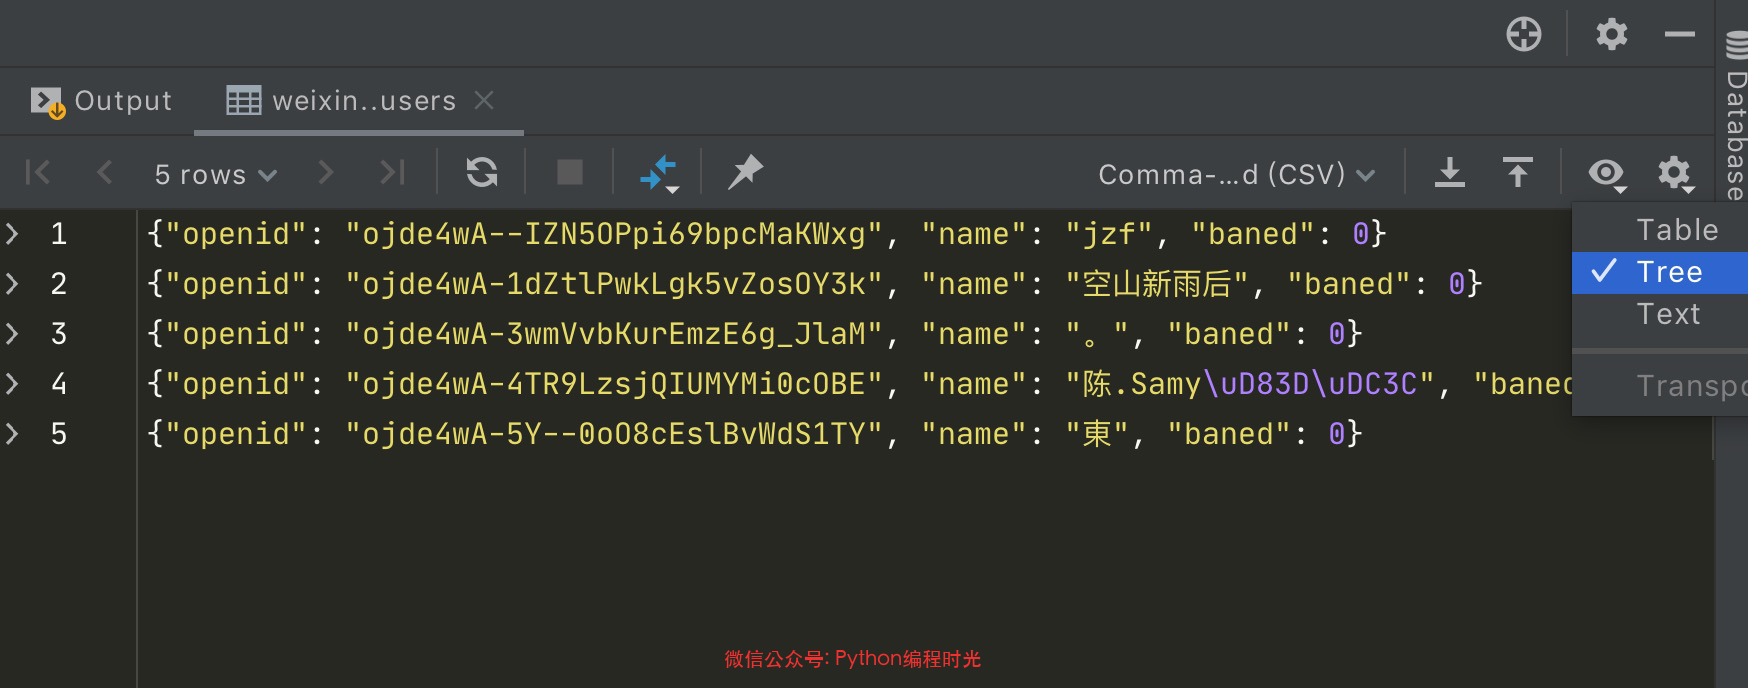 Output weixin..users
5 rows Comma-...d (CSV)
Database
1 {"openid": "ojde4wA--IZN5OPpi69bpcMaKWxg", "name": "jzf", "baned": 0}
2 {"openid": "ojde4wA-1dZtlPwkLgk5vZosOY3k", "name": "空山新雨后", "baned": 0}
3 {"openid": "ojde4wA-3wmVvbKurEmzE6g_JlaM", "name": "。", "baned": 0}
4 {"openid": "ojde4wA-4TR9LzsjQIUMYMi0cOBE", "name": "陈.Samy\uD83D\uDC3C", "baned
5 {"openid": "ojde4wA-5Y--0oO8cEslBvWdS1TY", "name": "東", "baned": 0}
Table
Tree
Text
Transpo
微信公众号: Python编程时光